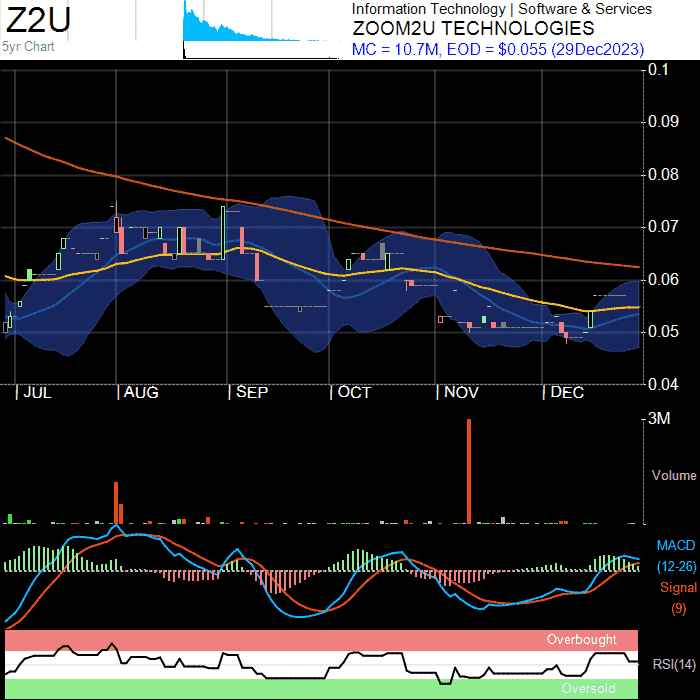 Z2U
5yr Chart
Information Technology | Software & Services
ZOOM2U TECHNOLOGIES
MC = 10.7M, EOD = $0.055 (29Dec2023)
0.1
0.09
0.08
0.07
0.06
0.05
0.04
JUL AUG SEP OCT NOV DEC
3M
Volume
MACD
(12-26)
Signal
(9)
Overbought
RSI(14)
Oversold